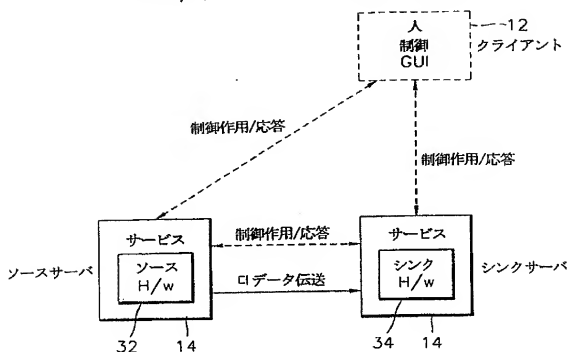 人
制御
GUI
12
クライアント
制御作用/応答
制御作用/応答
サービス
ソース
H/w
ソースサーバ
制御作用/応答
データ伝送
サービス
シンク
H/w
シンクサーバ
32
14
34
14